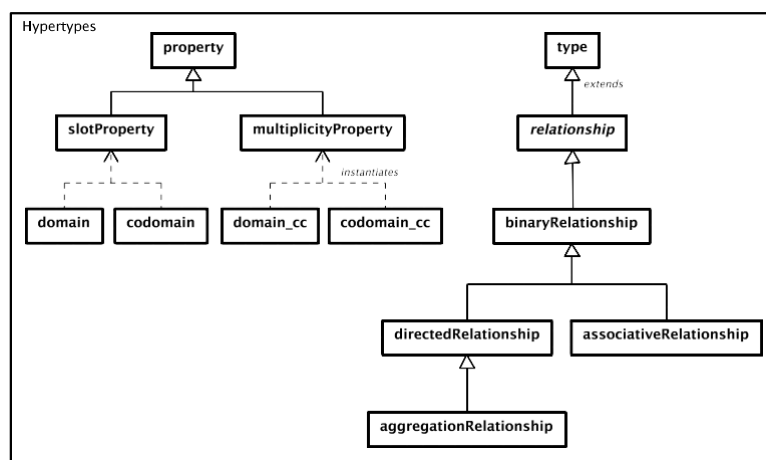 Hypertypes
property
type
extends
slotProperty
multiplicityProperty
relationship
instantiates
domain
codomain
domain_cc
codomain_cc
binaryRelationship
directedRelationship
associativeRelationship
aggregationRelationship